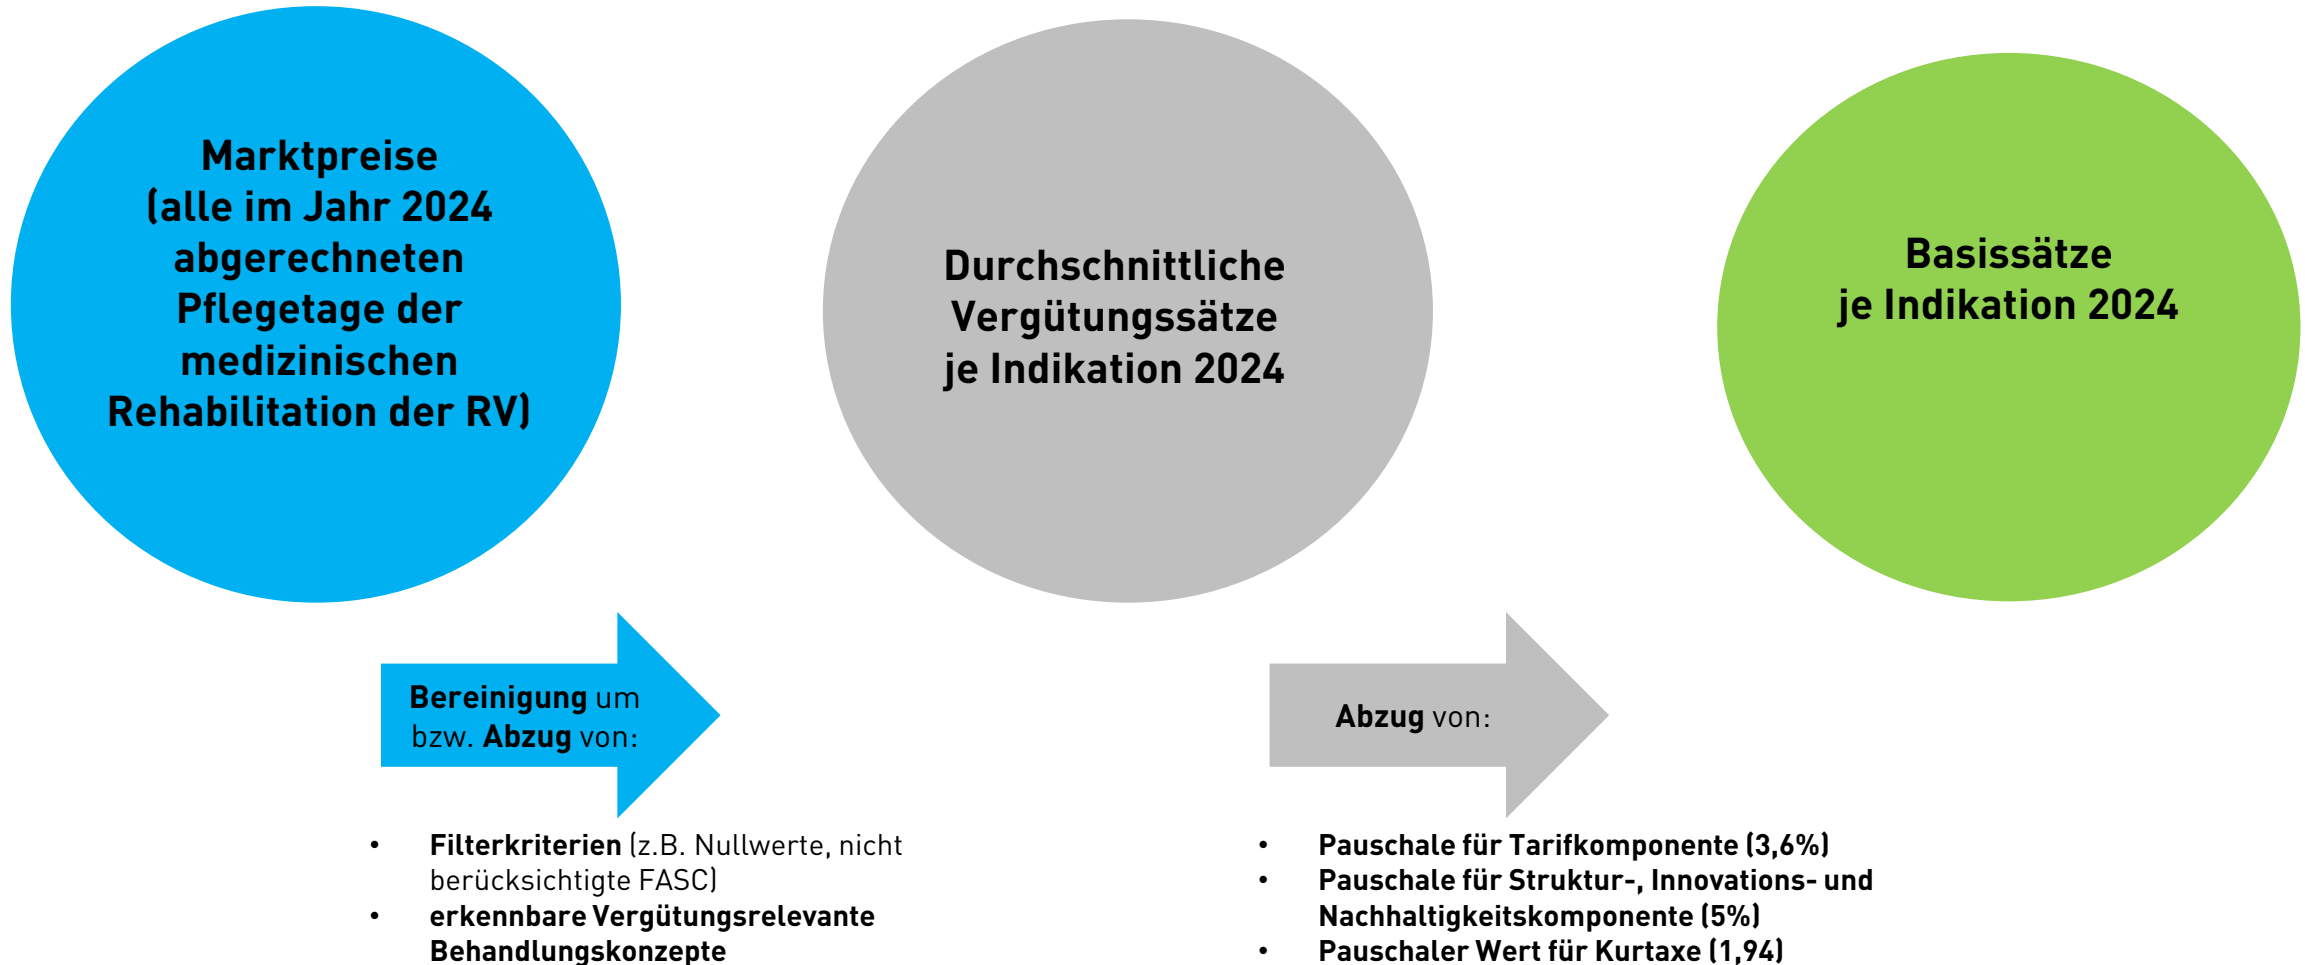 Marktpreise
(alle im Jahr 2024
abgerechneten
Pflegetage der
medizinischen
Rehabilitation der RV)
Durchschnittliche
Vergütungssätze
je Indikation 2024
Basissätze
je Indikation 2024
Bereinigung um
bzw. Abzug von:
• Filterkriterien (z.B. Nullwerte, nicht
berücksichtigte FASC)
• erkennbare Vergütungsrelevante
Behandlungskonzepte
Abzug von:
• Pauschale für Tarifkomponente (3,6%)
• Pauschale für Struktur-, Innovations- und
Nachhaltigkeitskomponente (5%)
• Pauschaler Wert für Kurtaxe (1,94)